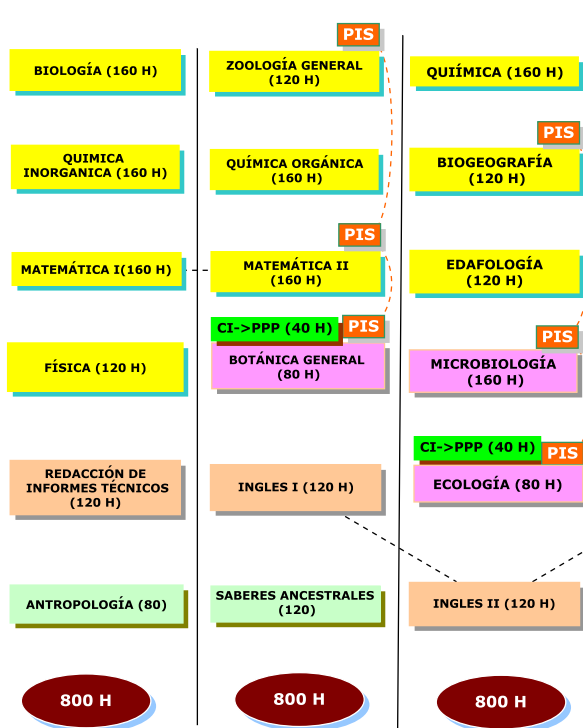 BIOLOGÍA (160 H)
QUIMICA
INORGANICA (160 H)
MATEMÁTICA I(160 H)
FÍSICA (120 H)
REDACCIÓN DE
INFORMES TÉCNICOS
(120 H)
ANTROPOLOGÍA (80)
800 H
PIS
ZOOLOGÍA GENERAL
(120 H)
QUÍMICA ORGÁNICA
(160 H)
PIS
MATEMÁTICA II
(160 H)
CI->PPP (40 H)
PIS
BOTÁNICA GENERAL
(80 H)
INGLES I (120 H)
SABERES ANCESTRALES
(120)
800 H
QUIÍMICA (160 H)
PIS
BIOGEOGRAFÍA
(120 H)
EDAFOLOGÍA
(120 H)
PIS
MICROBIOLOGÍA
(160 H)
CI->PPP (40 H)
PIS
ECOLOGÍA (80 H)
INGLES II (120 H)
800 H